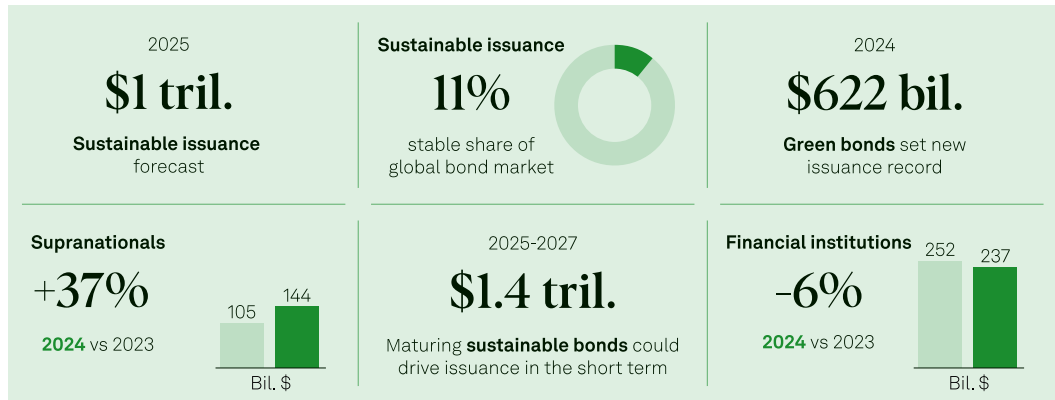 2025
$1 tril.
Sustainable issuance
forecast
Sustainable issuance
11%
stable share of
global bond market
2024
$622 bil.
Green bonds set new
issuance record
Supranationals
+37%
2024 vs 2023
105
144
Bil. $
2025-2027
$1.4 tril.
Maturing sustainable bonds could
drive issuance in the short term
Financial institutions
-6%
2024 vs 2023
252
237
Bil. $